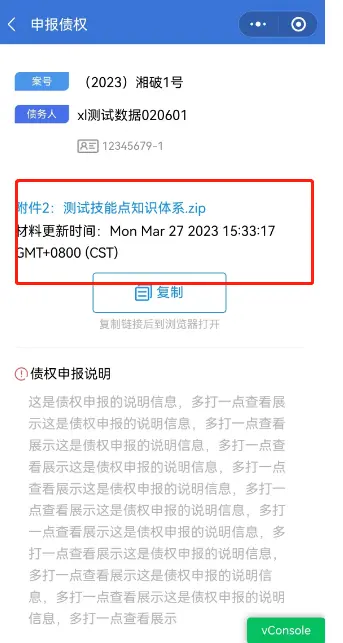 申报债权
案号
（2023）湘破1号
债务人
xl测试数据020601
12345679-1
附件2：测试技能点知识体系.zip
材料更新时间：Mon Mar 27 2023 15:33:17
GMT+0800 (CST)
复制
复制链接后到浏览器打开
债权申报说明
这是债权申报的说明信息，多打一点查看展
示这是债权申报的说明信息，多打一点查看
展示这是债权申报的说明信息，多打一点查
看展示这是债权申报的说明信息，多打一点
查看展示这是债权申报的说明信息，多打一
点查看展示这是债权申报的说明信息，多打
一点查看展示这是债权申报的说明信息，多
打一点查看展示这是债权申报的说明信息，
多打一点查看展示这是债权申报的说明信
息，多打一点查看展示这是债权申报的说明
信息，多打一点查看展示
vConsole